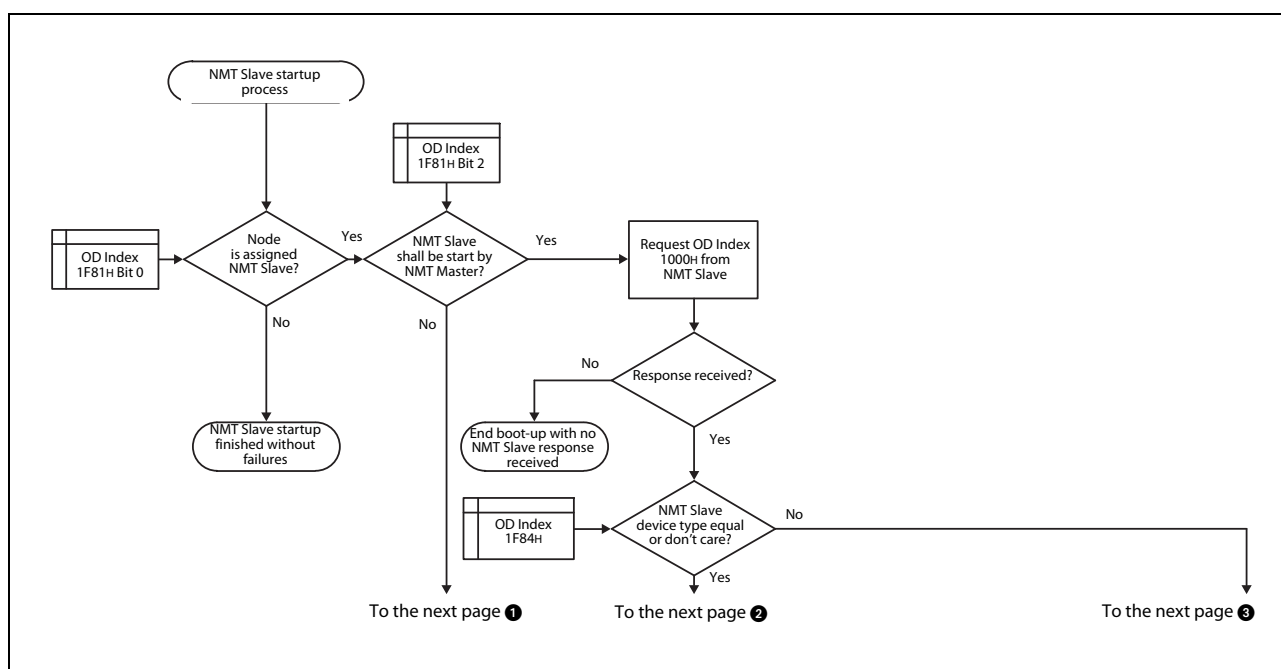 NMT Slave startup
process
OD Index
1F81H Bit 2
OD Index
1F81H Bit 0
Node
is assigned
NMT Slave?
Yes
NMT Slave
shall be start by
NMT Master?
Yes
Request OD Index
1000H from
NMT Slave
No
No
No
Response received?
NMT Slave startup
finished without
failures
End boot-up with no
NMT Slave response
received
Yes
OD Index
1F84H
NMT Slave
device type equal
or don't care?
No
Yes
To the next page ❶
To the next page ❷
To the next page ❸